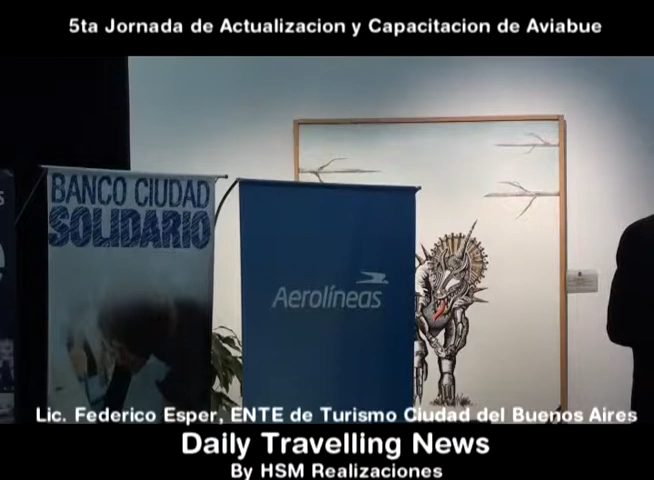 5ta Jornada de Actualizacion y Capacitacion de Aviabue
BANCO CIUDAD
SOLIDARIO
Aerolíneas
Lic. Federico Esper, ENTE de Turismo Ciudad del Buenos Aires
Daily Travelling News
By HSM Realizaciones